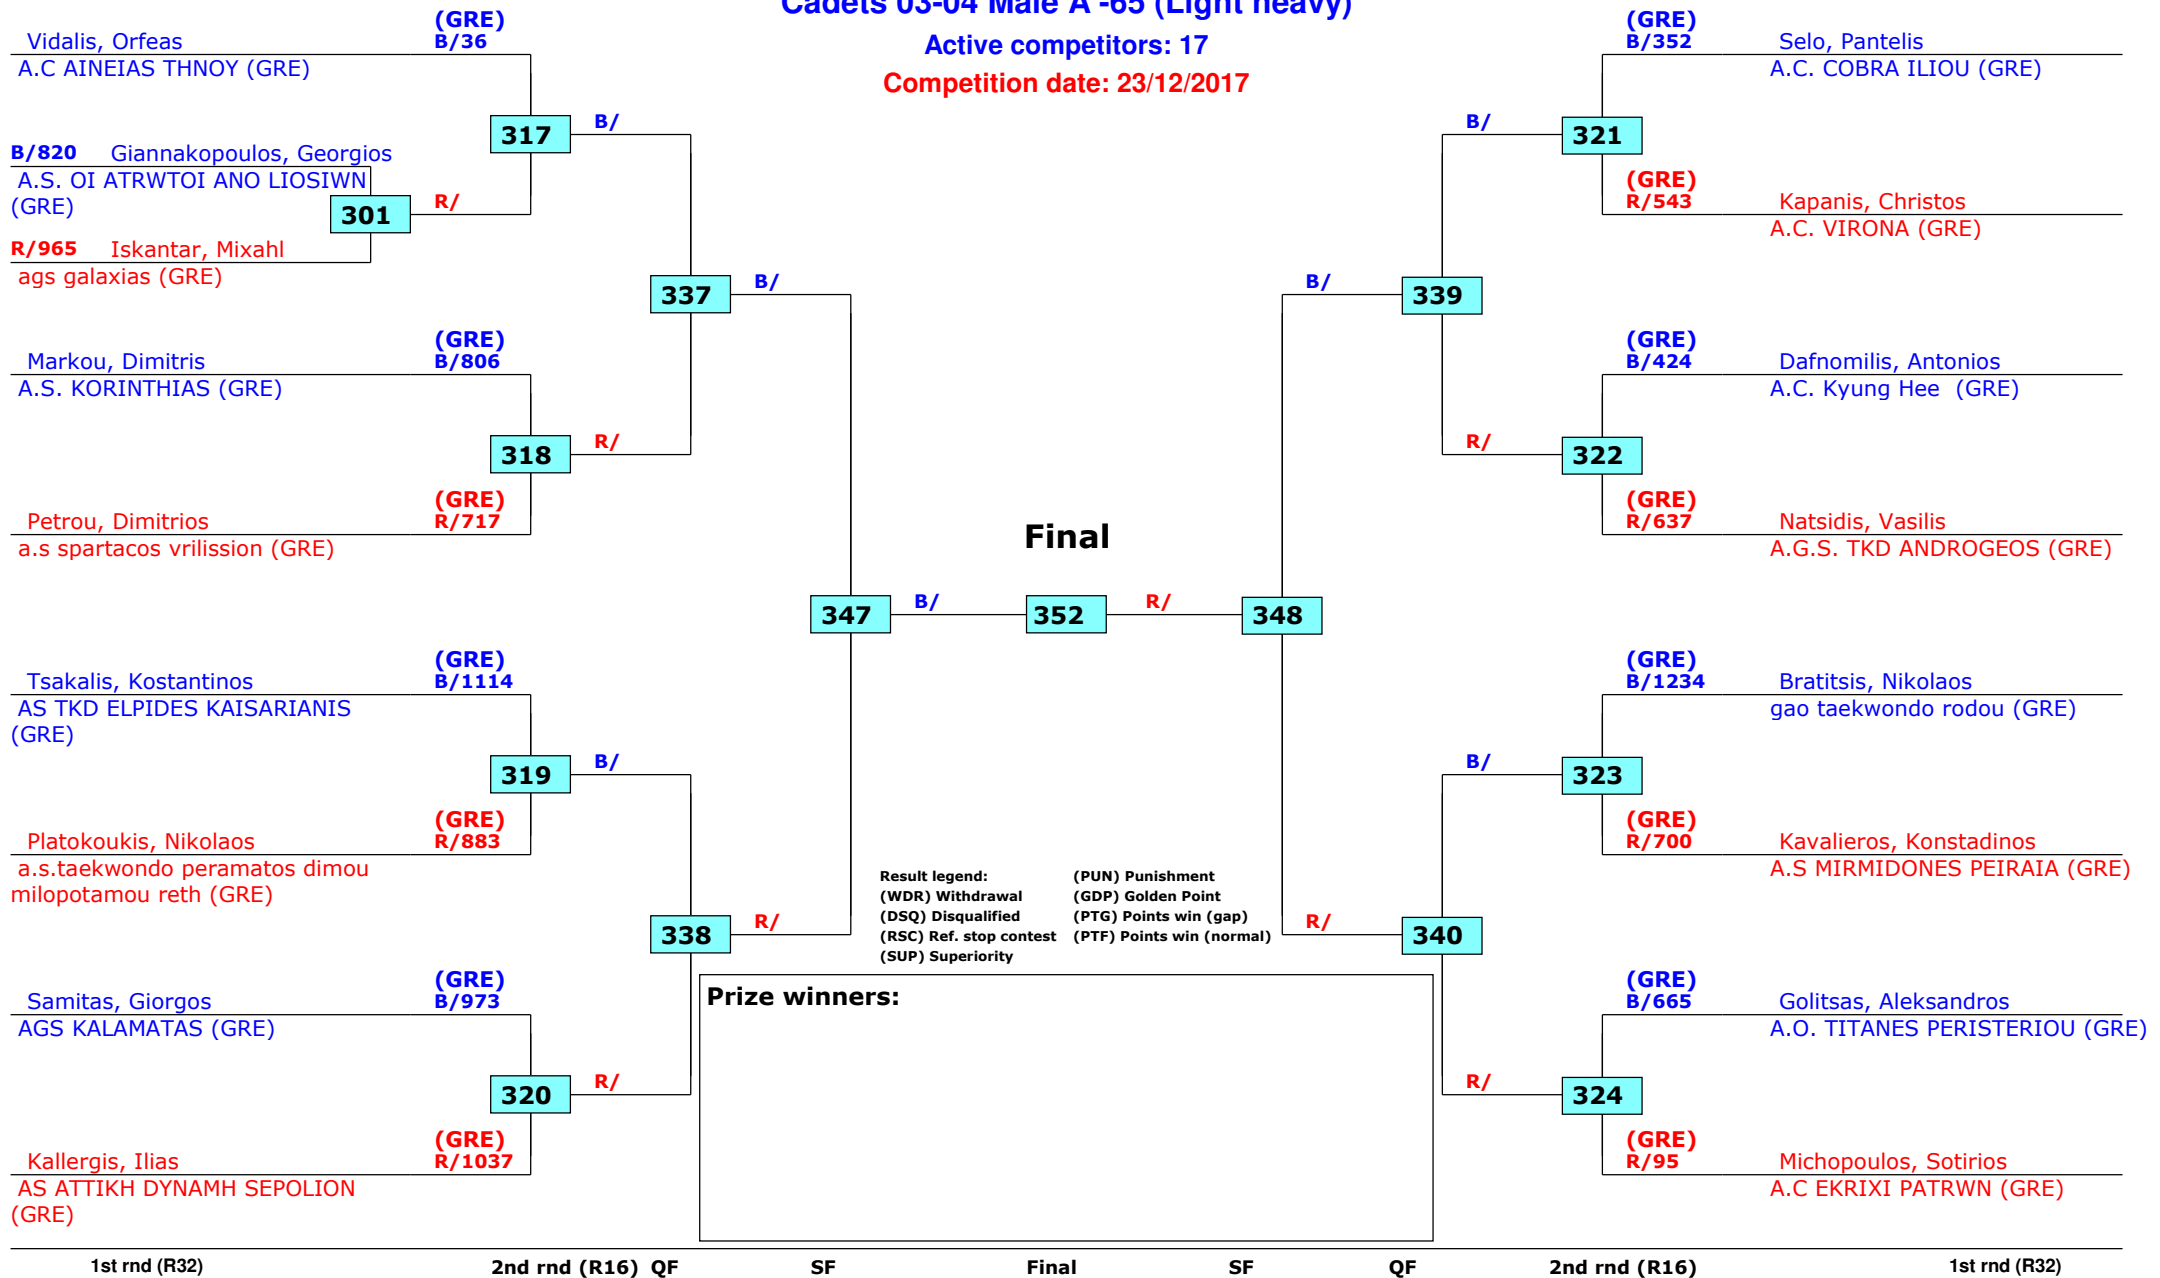 Cadets 03-04 Male A -65 (Light heavy)
Active competitors: 17
Competition date: 23/12/2017
(GRE)
Vidalis, Orfeas B/36
A.C AINEIAS THNOY (GRE)
317 B/
B/820 Giannakopoulos, Georgios
A.S. OI ATRWTOI ANO LIOSIWN
(GRE)
301 R/
R/965 Iskantar, Mixahl
ags galaxias (GRE)
337 B/
(GRE)
Markou, Dimitris B/806
A.S. KORINTHIAS (GRE)
318 R/
(GRE)
Petrou, Dimitrios R/717
a.s spartacos vrilission (GRE)
347 B/
(GRE)
Tsakalis, Kostantinos B/1114
AS TKD ELPIDES KAISARIANIS
(GRE)
319 B/
(GRE)
Platokoukis, Nikolaos R/883
a.s.taekwondo peramatos dimou
milopotamou reth (GRE)
338 R/
(GRE)
Samitas, Giorgos B/973
AGS KALAMATAS (GRE)
320 R/
(GRE)
Kallergis, Ilias R/1037
AS ATTIKH DYNAMH SEPOLION
(GRE)
Final
352
(GRE)
B/352 Selo, Pantelis
A.C. COBRA ILIOU (GRE)
B/ 321
(GRE)
R/543 Kapanis, Christos
A.C. VIRONA (GRE)
B/ 339
(GRE)
B/424 Dafnomilis, Antonios
A.C. Kyung Hee (GRE)
R/ 322
(GRE)
R/637 Natsidis, Vasilis
A.G.S. TKD ANDROGEOS (GRE)
R/ 348
(GRE)
B/1234 Bratitsis, Nikolaos
gao taekwondo rodou (GRE)
B/ 323
(GRE)
R/700 Kavalieros, Konstadinos
A.S MIRMIDONES PEIRAIA (GRE)
R/ 340
(GRE)
B/665 Golitsas, Aleksandros
A.O. TITANES PERISTERIOU (GRE)
R/ 324
(GRE)
R/95 Michopoulos, Sotirios
A.C EKRIXI PATRWN (GRE)
Result legend: (PUN) Punishment
(WDR) Withdrawal (GDP) Golden Point
(DSQ) Disqualified (PTG) Points win (gap)
(RSC) Ref. stop contest (PTF) Points win (normal)
(SUP) Superiority
Prize winners:
1st rnd (R32) 2nd rnd (R16) QF SF Final SF QF 2nd rnd (R16) 1st rnd (R32)